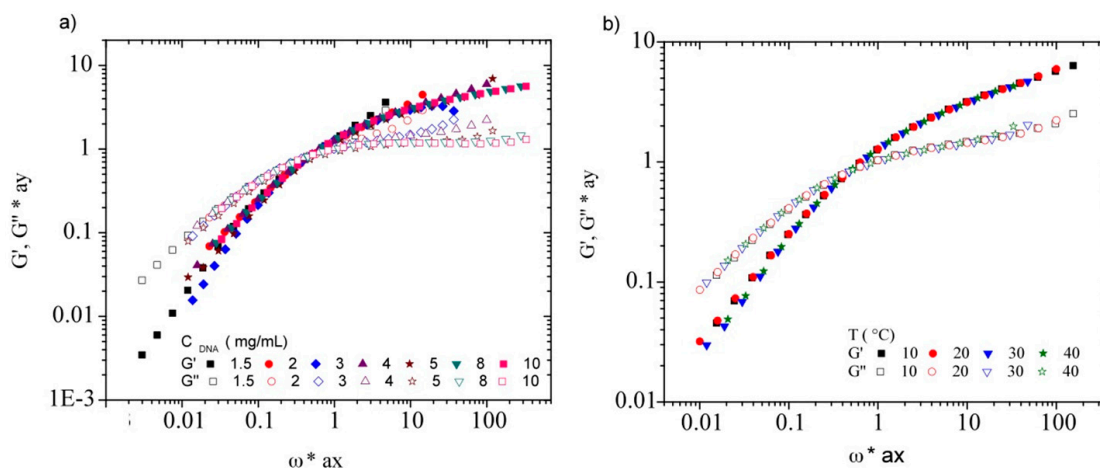 a)
G', G'' * ay
10
1
0.1
0.01
1E-3
C DNA ( mg/mL)
G' 1.5 2 3 4 5 8 10
G'' 1.5 2 3 4 5 8 10
0.01 0.1 1 10 100
ω* ax
b)
G', G'' * ay
10
1
0.1
0.01
T ( °C)
G' 10 20 30 40
G'' 10 20 30 40
0.01 0.1 1 10 100
ω* ax